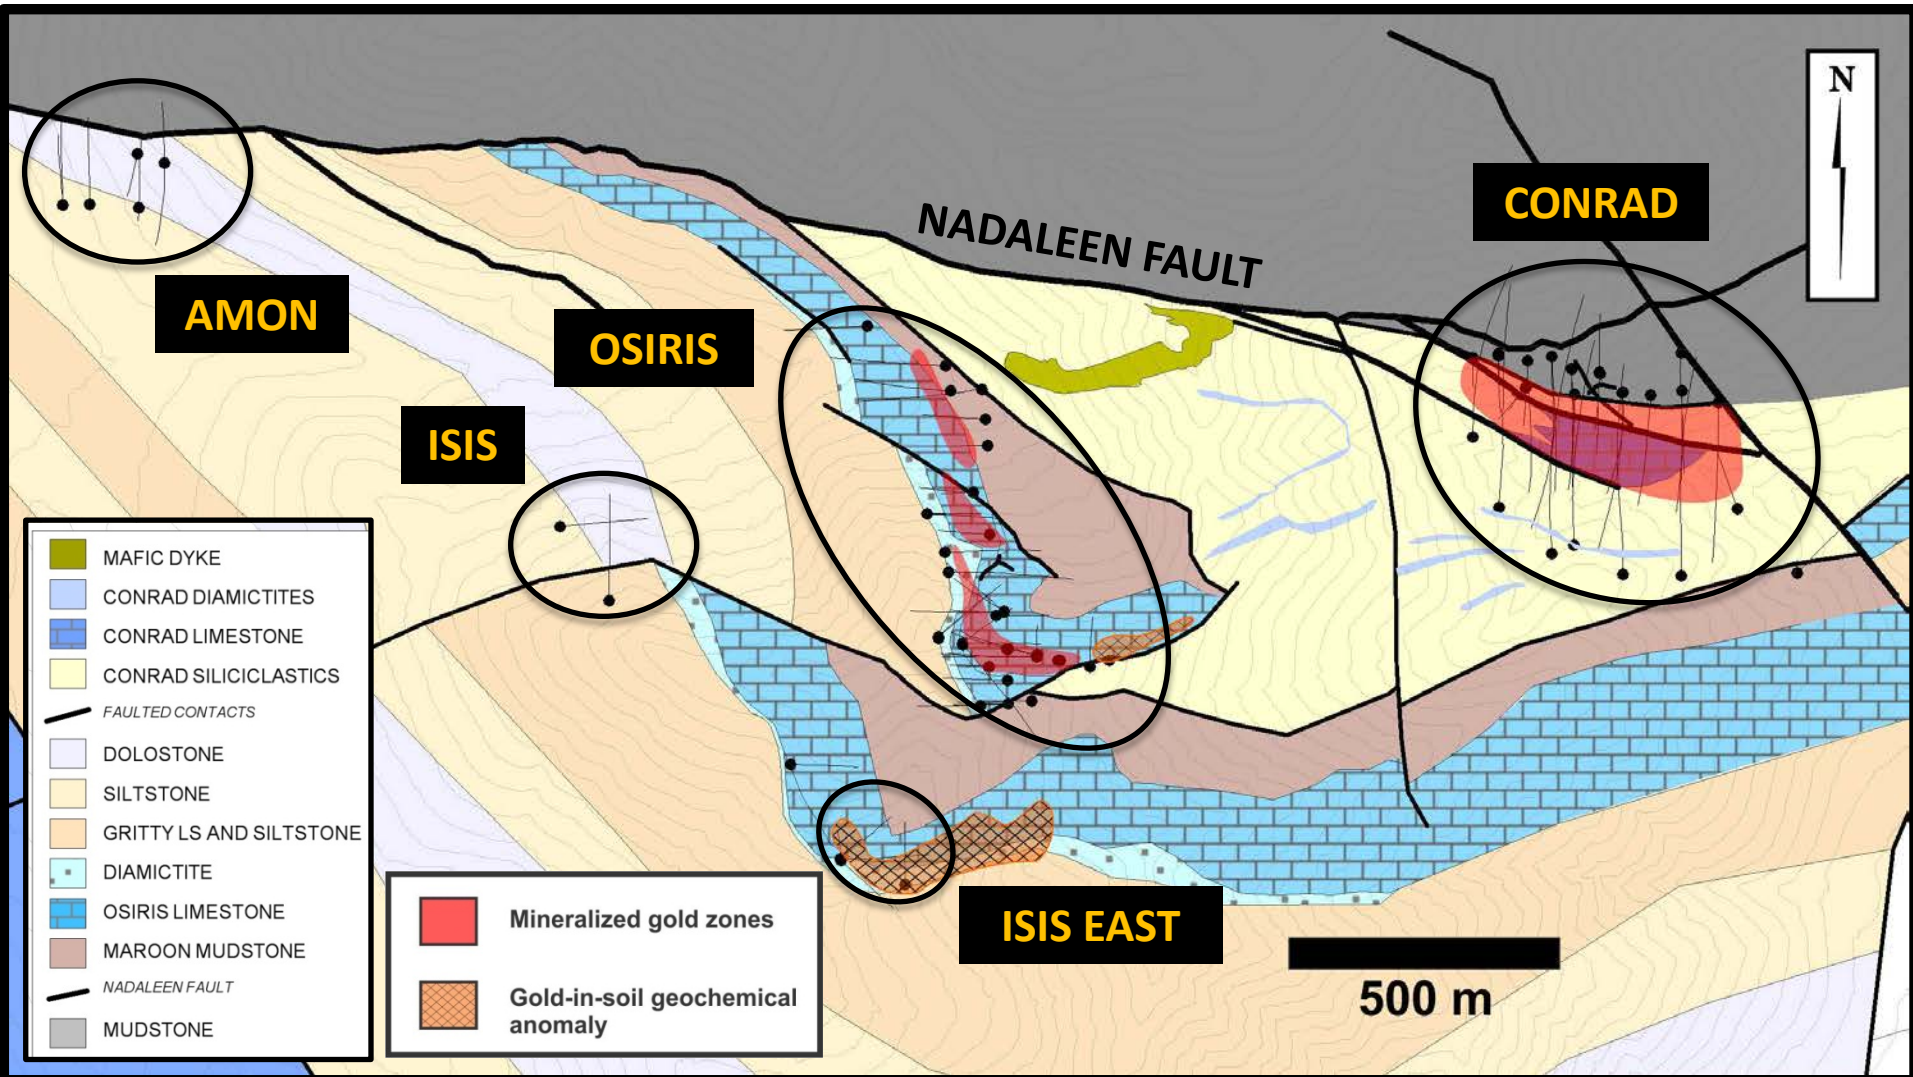 N
CONRAD
NADALEEN FAULT
AMON
OSIRIS
ISIS
MAFIC DYKE
CONRAD DIAMICTITES
CONRAD LIMESTONE
CONRAD SILICICLASTICS
FAULTED CONTACTS
DOLOSTONE
SILTSTONE
GRITTY LS AND SILTSTONE
DIAMICTITE
OSIRIS LIMESTONE
MAROON MUDSTONE
NADALEEN FAULT
MUDSTONE
Mineralized gold zones
Gold-in-soil geochemical
anomaly
ISIS EAST
500 m